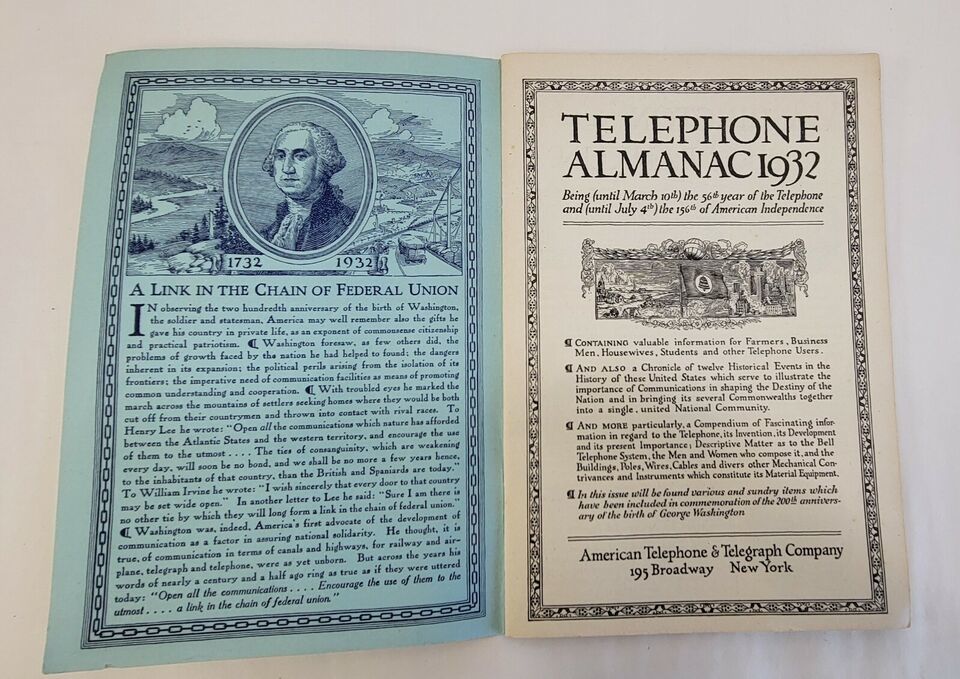 1732 1932
A LINK IN THE CHAIN OF FEDERAL UNION
IN observing the two hundredth anniversary of the birth of Washington,
the soldier and statesman, America may well remember also the gifts he
gave his country in private life, as an exponent of commonsense citizenship
and practical patriotism. ¶ Washington foresaw, as few others did, the
problems of growth faced by the nation he had helped to found; the dangers
inherent in its expansion; the political perils arising from the isolation of its
frontiers; the imperative need of communication facilities as means of promoting
common understanding and cooperation. ¶ With troubled eyes he marked the
march across the mountains of settlers seeking homes where they would be both
cut off from their countrymen and thrown into contact with rival races. To
Henry Lee he wrote: "Open all the communications which nature has afforded
between the Atlantic States and the western territory, and encourage the use
of them to the utmost .... The ties of consanguinity, which are weakening
every day, will soon be no bond, and we shall be no more a few years hence,
to the inhabitants of that country, than the British and Spaniards are today."
To William Irvine he wrote: "I wish sincerely that every door to that country
may be set wide open." In another letter to Lee he said: "Sure I am there is
no other tie by which they will long form a link in the chain of federal union."
¶ Washington was, indeed, America's first advocate of the development of
communication as a factor in assuring national solidarity. He thought, it is
true, of communication in terms of canals and highways, for railway and air-
plane, telegraph and telephone, were as yet unborn. But across the years his
words of nearly a century and a half ago ring as true as if they were uttered
today: "Open all the communications .... Encourage the use of them to the
utmost .... a link in the chain of federal union."
TELEPHONE
ALMANAC 1932
Being (until March 10th) the 56th year of the Telephone
and (until July 4th) the 156th of American Independence
¶ CONTAINING valuable information for Farmers, Business
Men, Housewives, Students and other Telephone Users.
¶ AND ALSO a Chronicle of twelve Historical Events in the
History of these United States which serve to illustrate the
importance of Communications in shaping the Destiny of the
Nation and in bringing its several Commonwealths together
into a single, united National Community.
¶ AND MORE particularly, a Compendium of Fascinating infor-
mation in regard to the Telephone, its Invention, its Development
and its present Importance: Descriptive Matter as to the Bell
Telephone System, the Men and Women who compose it, and the
Buildings, Poles, Wires, Cables and divers other Mechanical Con-
trivances and Instruments which constitute its Material Equipment.
¶ In this issue will be found various and sundry items which
have been included in commemoration of the 200th annivers-
ary of the birth of George Washington
American Telephone & Telegraph Company
195 Broadway New York